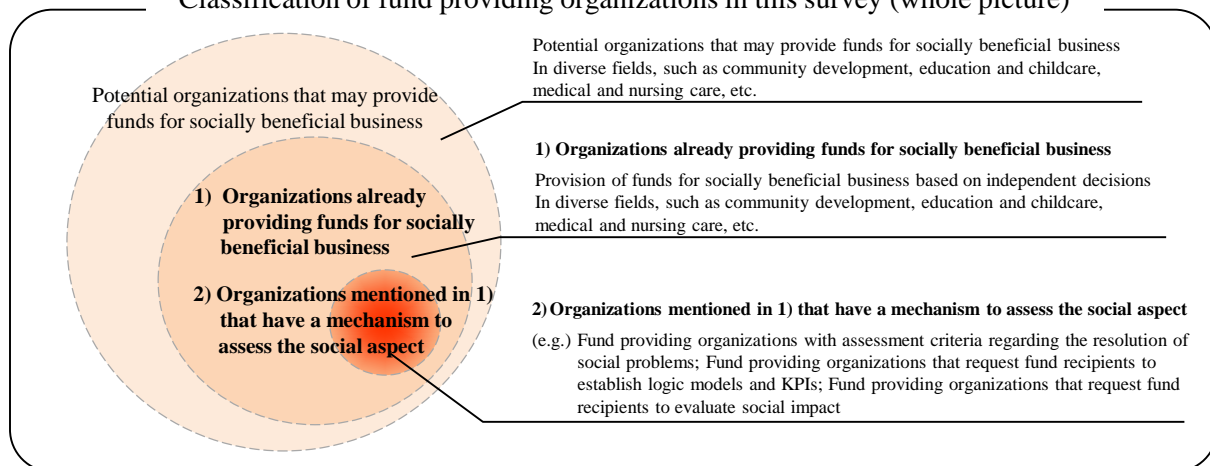 Classification of fund providing organizations in this survey (whole picture)
Potential organizations that may provide
funds for socially beneficial business
1) Organizations already
providing funds for socially
beneficial business
2) Organizations mentioned in 1)
that have a mechanism to
assess the social aspect
Potential organizations that may provide funds for socially beneficial business
In diverse fields, such as community development, education and childcare,
medical and nursing care, etc.
1) Organizations already providing funds for socially beneficial business
Provision of funds for socially beneficial business based on independent decisions
In diverse fields, such as community development, education and childcare,
medical and nursing care, etc.
2) Organizations mentioned in 1) that have a mechanism to assess the social aspect
(e.g.) Fund providing organizations with assessment criteria regarding the resolution of
social problems; Fund providing organizations that request fund recipients to
establish logic models and KPIs; Fund providing organizations that request fund
recipients to evaluate social impact